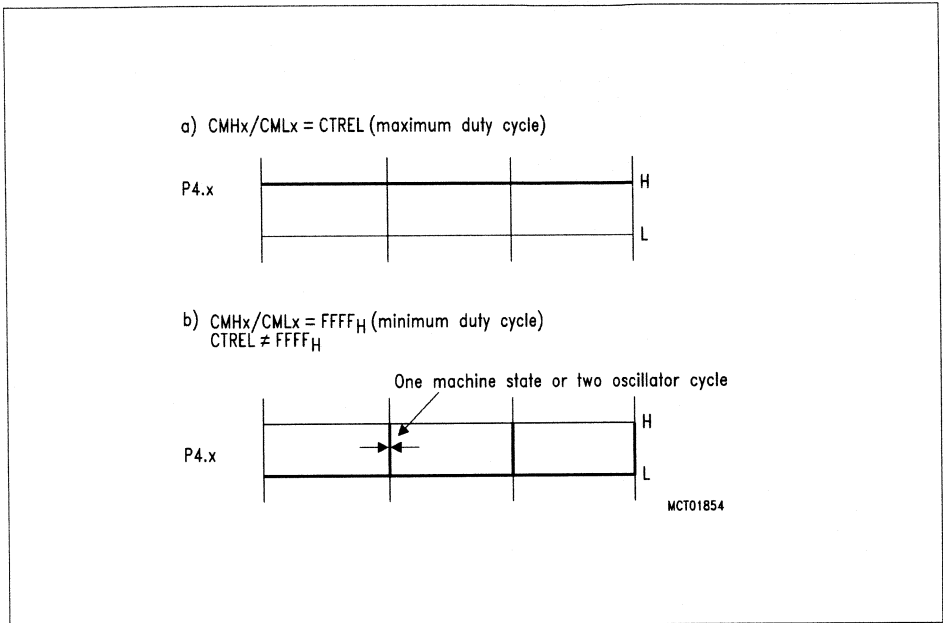 a) CMHx/CMLx = CTREL (maximum duty cycle)
P4.x
H
L
b) CMHx/CMLx = FFFFH (minimum duty cycle)
CTREL ≠ FFFFH
One machine state or two oscillator cycle
P4.x
H
L
MCT01854